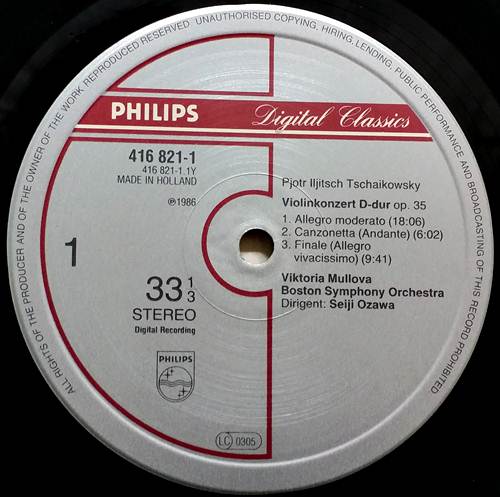 ALL RIGHTS OF THE PRODUCER AND OF THE OWNER OF THE WORK REPRODUCED RESERVED. UNAUTHORISED COPYING, HIRING, LENDING, PUBLIC PERFORMANCE AND BROADCASTING OF THIS RECORD PROHIBITED
PHILIPS
Digital Classics
416 821-1
416 821-1.1Y
MADE IN HOLLAND
℗1986
1
33 1/3
STEREO
Digital Recording
PHILIPS
Pjotr Iljitsch Tschaikowsky
Violinkonzert D-dur op. 35
1. Allegro moderato (18:06)
2. Canzonetta (Andante) (6:02)
3. Finale (Allegro
vivacissimo) (9:41)
Viktoria Mullova
Boston Symphony Orchestra
Dirigent: Seiji Ozawa
LC 0305